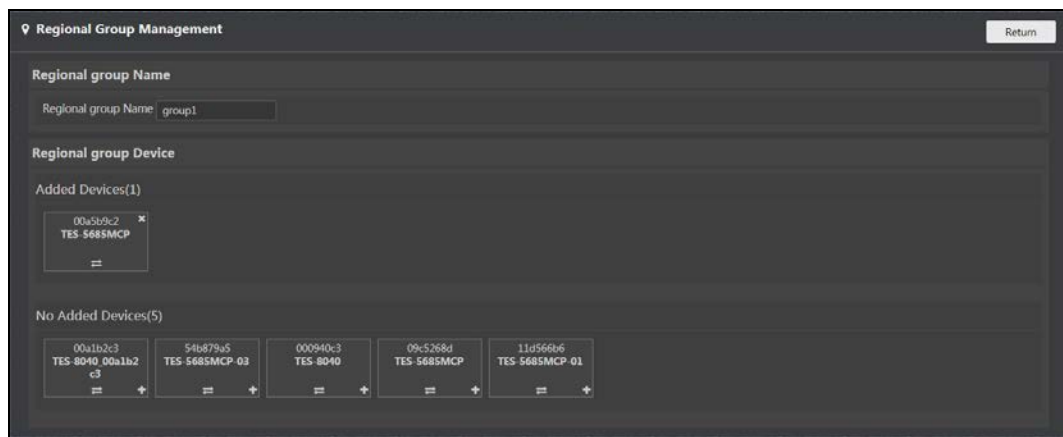 Regional Group Management
Return
Regional group Name
Regional group Name group1
Regional group Device
Added Devices(1)
00a5b9c2
TES-5685MCP
No Added Devices(5)
00a1b2c3
TES-8040_00a1b2
c3
54b879a5
TES-5685MCP-03
000940c3
TES-8040
09c5268d
TES-5685MCP
11d566b6
TES-5685MCP-01